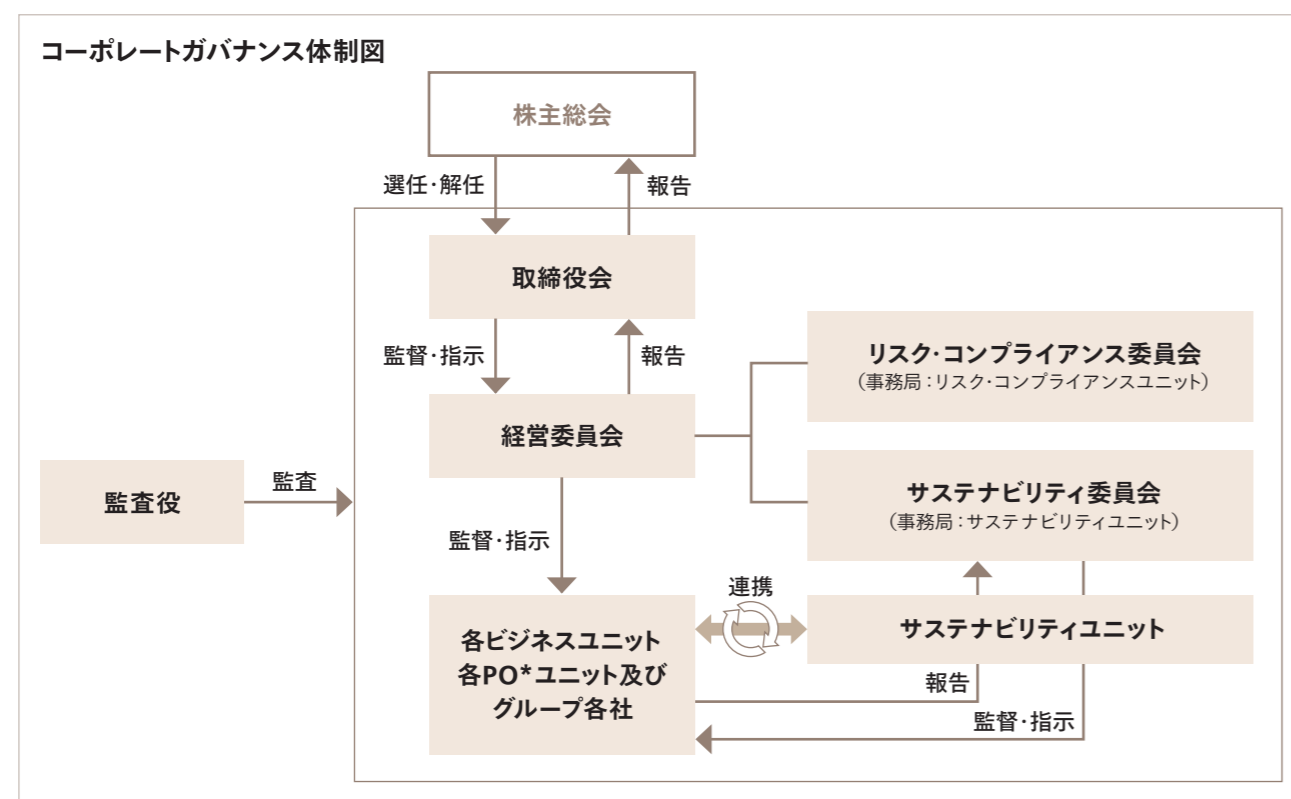 コーポレートガバナンス体制図
株主総会
選任・解任
報告
取締役会
監督・指示
報告
リスク・コンプライアンス委員会
（事務局：リスク・コンプライアンスユニット）
経営委員会
監査役
監査
サステナビリティ委員会
（事務局：サステナビリティユニット）
監督・指示
連携
各ビジネスユニット
各PO*ユニット及び
グループ各社
サステナビリティユニット
報告
監督・指示